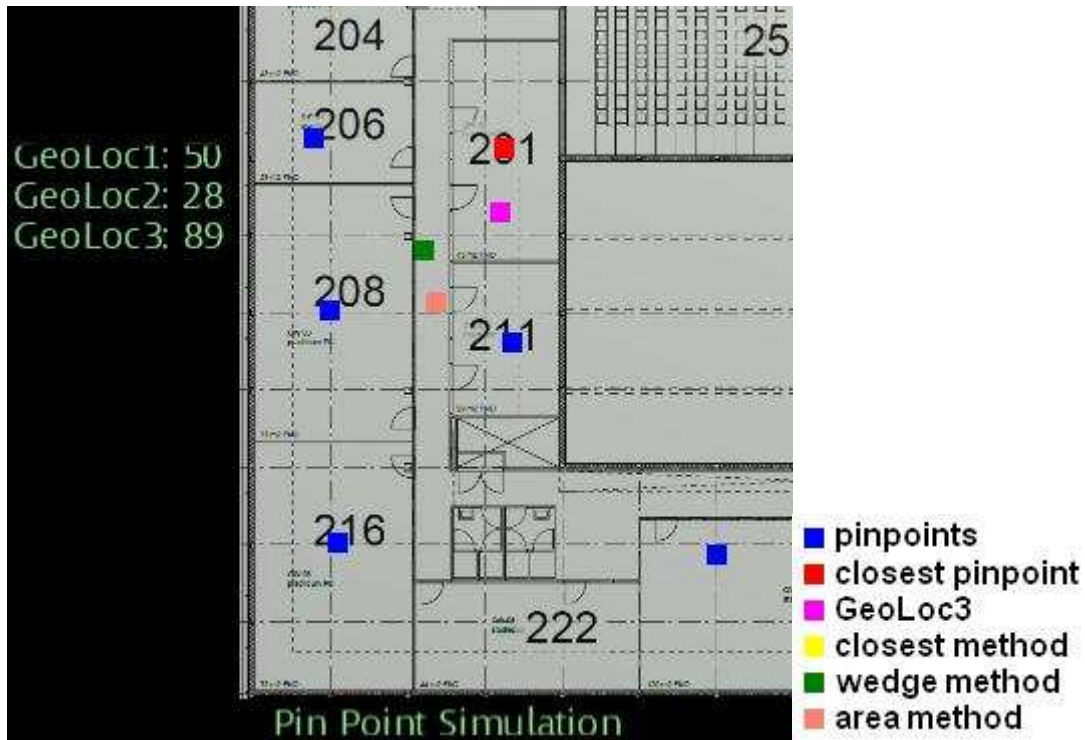 204
25
206
201
GeoLoc1: 50
GeoLoc2: 28
GeoLoc3: 89
208
211
216
222
pinpoints
closest pinpoint
GeoLoc3
closest method
wedge method
area method
Pin Point Simulation